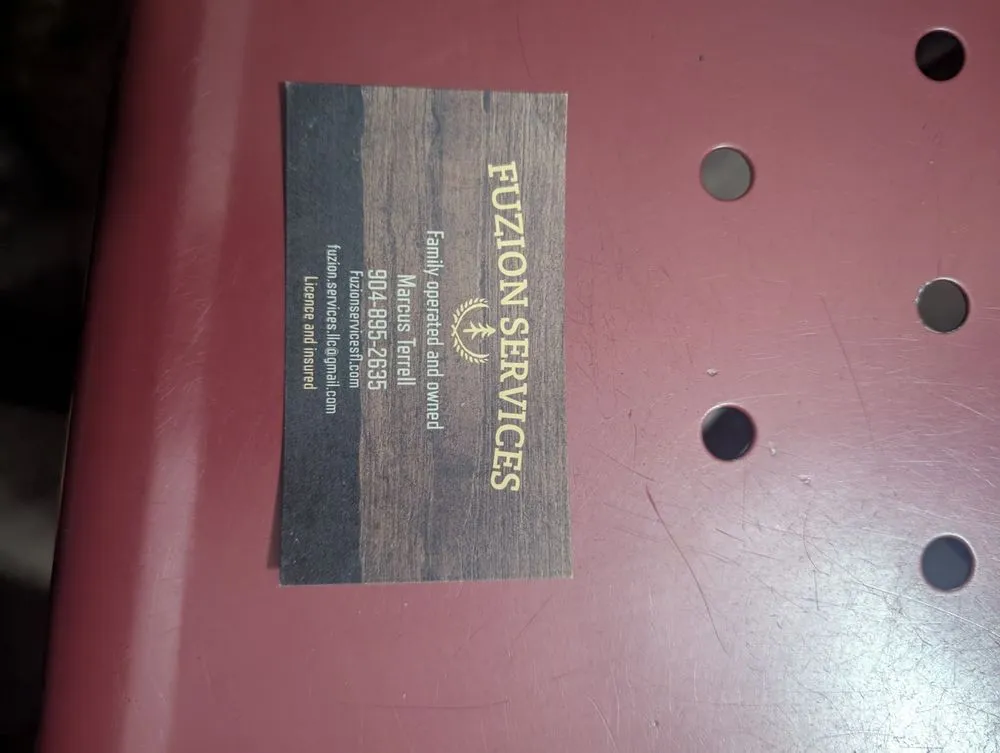 FUZION SERVICES
Family operated and owned
Marcus Terrell
904-895-2635
Fuzionservicesfl.com
fuzion.services.llc@gmail.com
Licence and insured